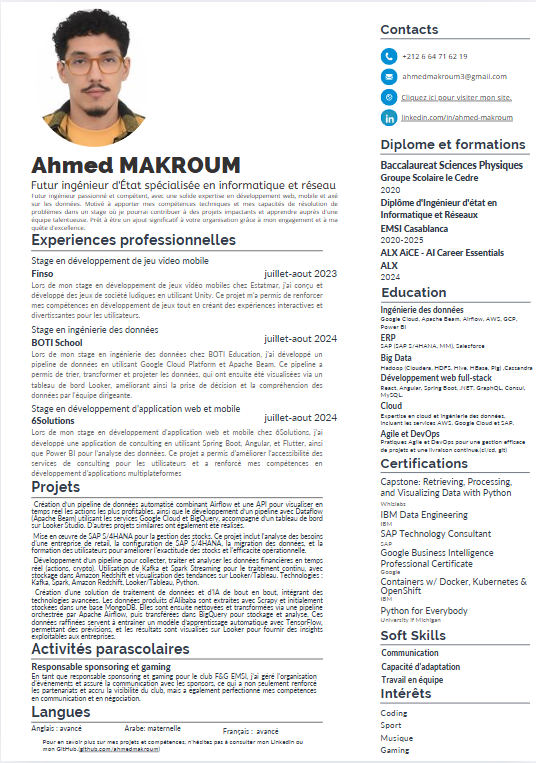 Ahmed MAKROUM
Futur ingénieur d'État spécialisée en informatique et réseau
Futur ingénieur passionné et compétent, avec une solide expertise en développement web, mobile et axé
sur les données. Motivé à apporter mes compétences techniques et mes capacités de résolution de
problèmes dans un stage où je pourrai contribuer à des projets impactants et apprendre auprès d'une
équipe talentueuse. Prêt à être un ajout significatif à votre organisation grâce à mon engagement et à ma
quête d'excellence.
Experiences professionnelles
Stage en développement de jeu video mobile
Finso juillet-aout 2023
Lors de mon stage en développement de jeux vidéo mobiles chez Estatmar, j'ai conçu et
développé des jeux de société ludiques en utilisant Unity. Ce projet m'a permis de renforcer
mes compétences en développement de jeux tout en créant des expériences interactives et
divertissantes pour les utilisateurs.
Stage en ingénierie des données
BOTI School juillet-aout 2024
Lors de mon stage en ingénierie des données chez BOTI Education, j'ai développé un
pipeline de données en utilisant Google Cloud Platform et Apache Beam. Ce pipeline a
permis de trier, transformer et projeter les données, qui ont ensuite été visualisées via un
tableau de bord Looker, améliorant ainsi la prise de décision et la compréhension des
données par l'équipe dirigeante.
Stage en développement d'application web et mobile
6Solutions juillet-aout 2024
Lors de mon stage en développement d'application web et mobile chez 6Solutions, j'ai
développé une application de consulting en utilisant Spring Boot, Angular, et Flutter, ainsi
que Power BI pour l'analyse des données. Ce projet a permis d'améliorer l'accessibilité des
services de consulting pour les utilisateurs et a renforcé mes compétences en
développement d'applications multiplateformes
Projets
Création d'un pipeline de données automatisé combinant Airflow et une API pour visualiser en
temps réel les actions les plus profitables, ainsi que le développement d'un pipeline avec Dataflow
(Apache Beam) utilisant les services Google Cloud et BigQuery, accompagné d'un tableau de bord
sur Looker Studio. D'autres projets similaires ont également été réalisés.
Mise en œuvre de SAP S/4HANA pour la gestion des stocks. Ce projet inclut l'analyse des besoins
d'une entreprise de retail, la configuration de SAP S/4HANA, la migration des données, et la
formation des utilisateurs pour améliorer l'exactitude des stocks et l'efficacité opérationnelle.
Développement d'un pipeline pour collecter, traiter et analyser les données financières en temps
réel (actions, crypto). Utilisation de Kafka et Spark Streaming pour le traitement continu, avec
stockage dans Amazon Redshift et visualisation des tendances sur Looker/Tableau. Technologies :
Kafka, Spark, Amazon Redshift, Looker/Tableau, Python.
Création d'une solution de traitement de données et d'IA de bout en bout, intégrant des
technologies avancées. Les données produits d'Alibaba sont extraites avec Scrapy et initialement
stockées dans une base MongoDB. Elles sont ensuite nettoyées et transformées via une pipeline
orchestrée par Apache Airflow, puis transférées dans BigQuery pour stockage et analyse. Ces
données raffinées servent à entraîner un modèle d'apprentissage automatique avec TensorFlow,
permettant des prévisions, et les résultats sont visualisés sur Looker pour fournir des insights
exploitables aux entreprises.
Activités parascolaires
Responsable sponsoring et gaming
En tant que responsable sponsoring et gaming pour le club F&G EMSI, j'ai géré l'organisation
d'événements et assuré la communication avec les sponsors, ce qui a non seulement renforcé
les partenariats et accru la visibilité du club, mais a également perfectionné mes compétences
en communication et en négociation.
Langues
Anglais : avancé Arabe: maternelle Français : avancé
Pour en savoir plus sur mes projets et compétences, n'hésitez pas à consulter mon LinkedIn ou
mon GitHub.(github.com/ahmedmakroum)
Contacts
+212 6 64 71 62 19
ahmedmakroum3@gmail.com
Cliquez ici pour visiter mon site.
linkedin.com/in/ahmed-makroum
Diplome et formations
Baccalaureat Sciences Physiques
Groupe Scolaire le Cedre
2020
Diplôme d'Ingénieur d'état en
Informatique et Réseaux
EMSI Casablanca
2020-2025
ALX AiCE - AI Career Essentials
ALX
2024
Education
Ingénierie des données
Google Cloud, Apache Beam, Airflow, AWS, GCP,
Power BI
ERP
SAP (SAP S/4HANA, MM), Salesforce
Big Data
Hadoop (Cloudera, HDFS, Hive, HBase, Pig) ,Cassandra
Développement web full-stack
React, Angular, Spring Boot, .NET, GraphQL, Consul,
MySQL.
Cloud
Expertise en cloud et ingénierie des données,
incluant les services AWS, Google Cloud et SAP.
Agile et DevOps
Pratiques Agile et DevOps pour une gestion efficace
de projets et une livraison continue.(ci/cd, git)
Certifications
Capstone: Retrieving, Processing,
and Visualizing Data with Python
Whizlabs
IBM Data Engineering
IBM
SAP Technology Consultant
SAP
Google Business Intelligence
Professional Certificate
Google
Containers w/ Docker, Kubernetes &
OpenShift
IBM
Python for Everybody
University if Michigan
Soft Skills
Communication
Capacité d'adaptation
Travail en équipe
Intérêts
Coding
Sport
Musique
Gaming